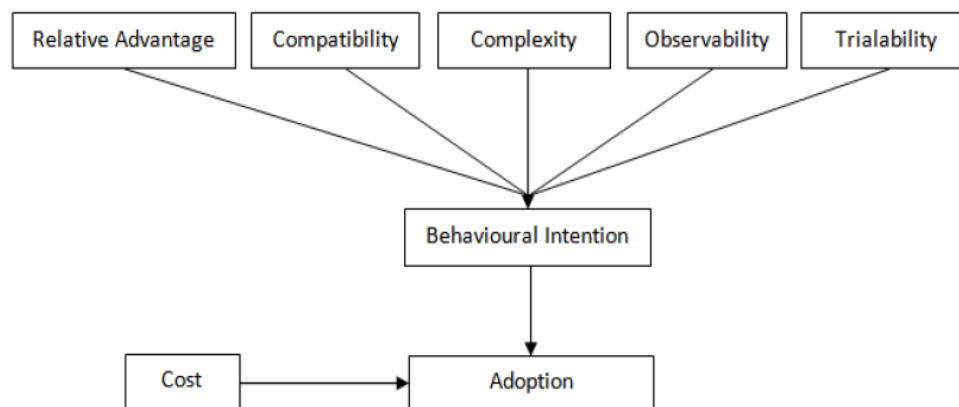 Relative Advantage
Compatibility
Complexity
Observability
Trialability
Behavioural Intention
Cost
Adoption